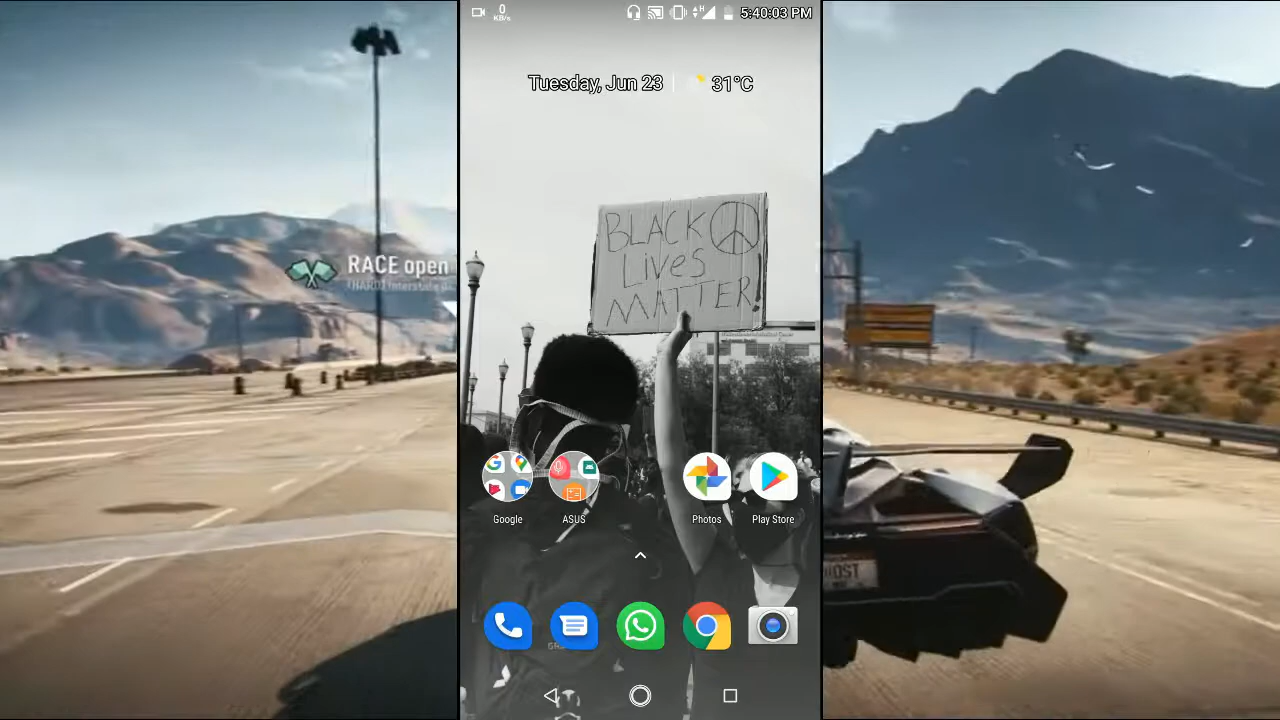 0
KB/s
H
5:40:03 PM
Tuesday, Jun 23
31°C
BLACK
LIVES
MATTER!
RACE open
Google
ASUS
Photos
Play Store